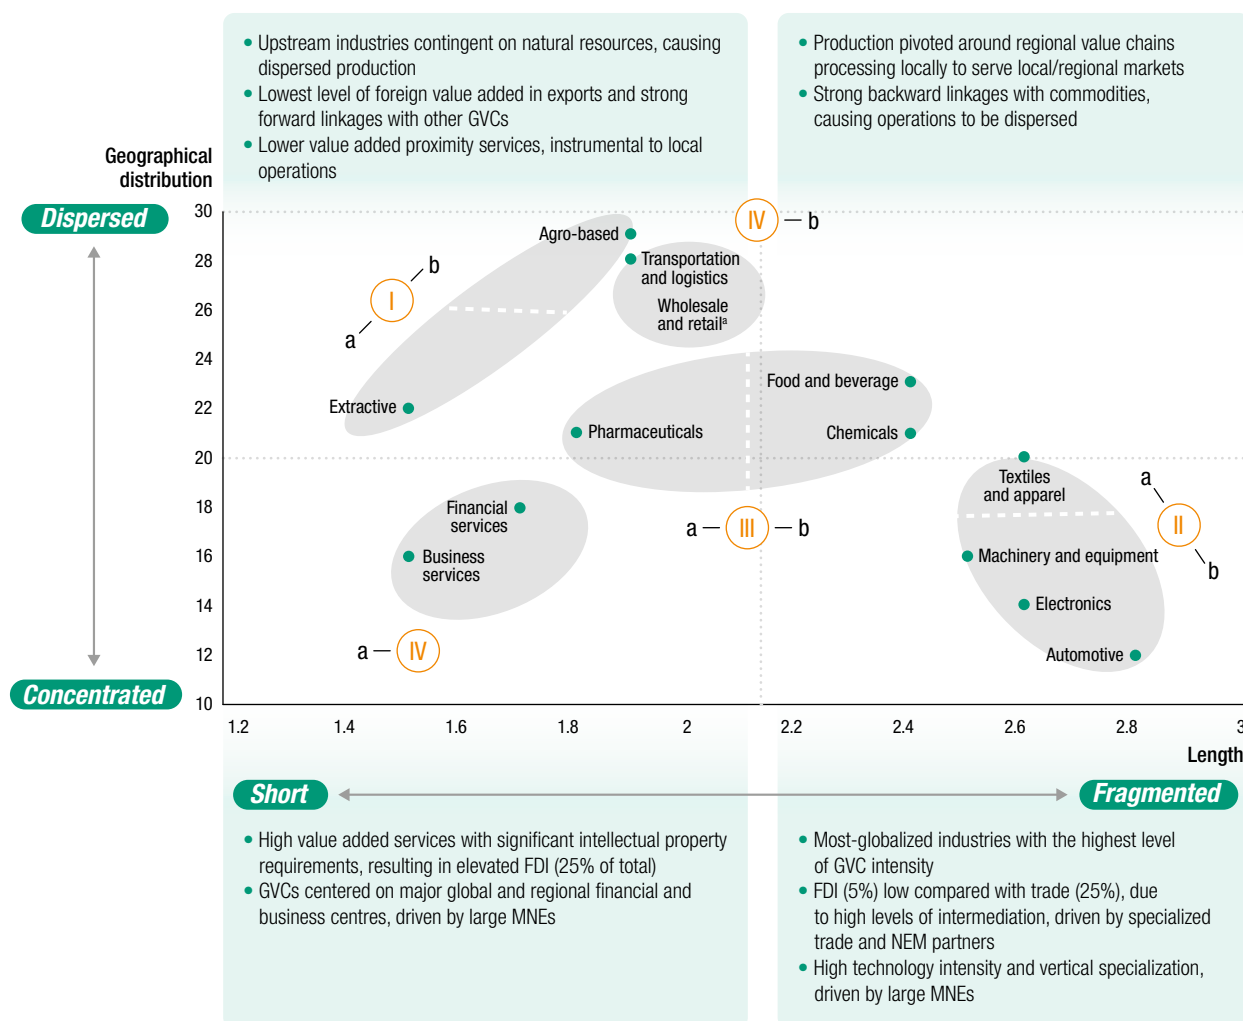 • Upstream industries contingent on natural resources, causing
dispersed production
• Lowest level of foreign value added in exports and strong
forward linkages with other GVCs
• Lower value added proximity services, instrumental to local
operations
• Production pivoted around regional value chains
processing locally to serve local/regional markets
• Strong backward linkages with commodities,
causing operations to be dispersed
Geographical
distribution
Dispersed
Concentrated
30
28
26
24
22
20
18
16
14
12
10
IV
b
Agro-based
Transportation
and logistics
Wholesale
and retailᵃ
I
b
a
Extractive
Food and beverage
Pharmaceuticals
Chemicals
Textiles
and apparel
a
II
b
Financial
services
a
III
b
Business
services
Machinery and equipment
Electronics
a
IV
Automotive
1.2
1.4
1.6
1.8
2
2.2
2.4
2.6
2.8
3
Length
Short
Fragmented
• High value added services with significant intellectual property
requirements, resulting in elevated FDI (25% of total)
• GVCs centered on major global and regional financial and
business centres, driven by large MNEs
• Most-globalized industries with the highest level
of GVC intensity
• FDI (5%) low compared with trade (25%), due
to high levels of intermediation, driven by specialized
trade and NEM partners
• High technology intensity and vertical specialization,
driven by large MNEs